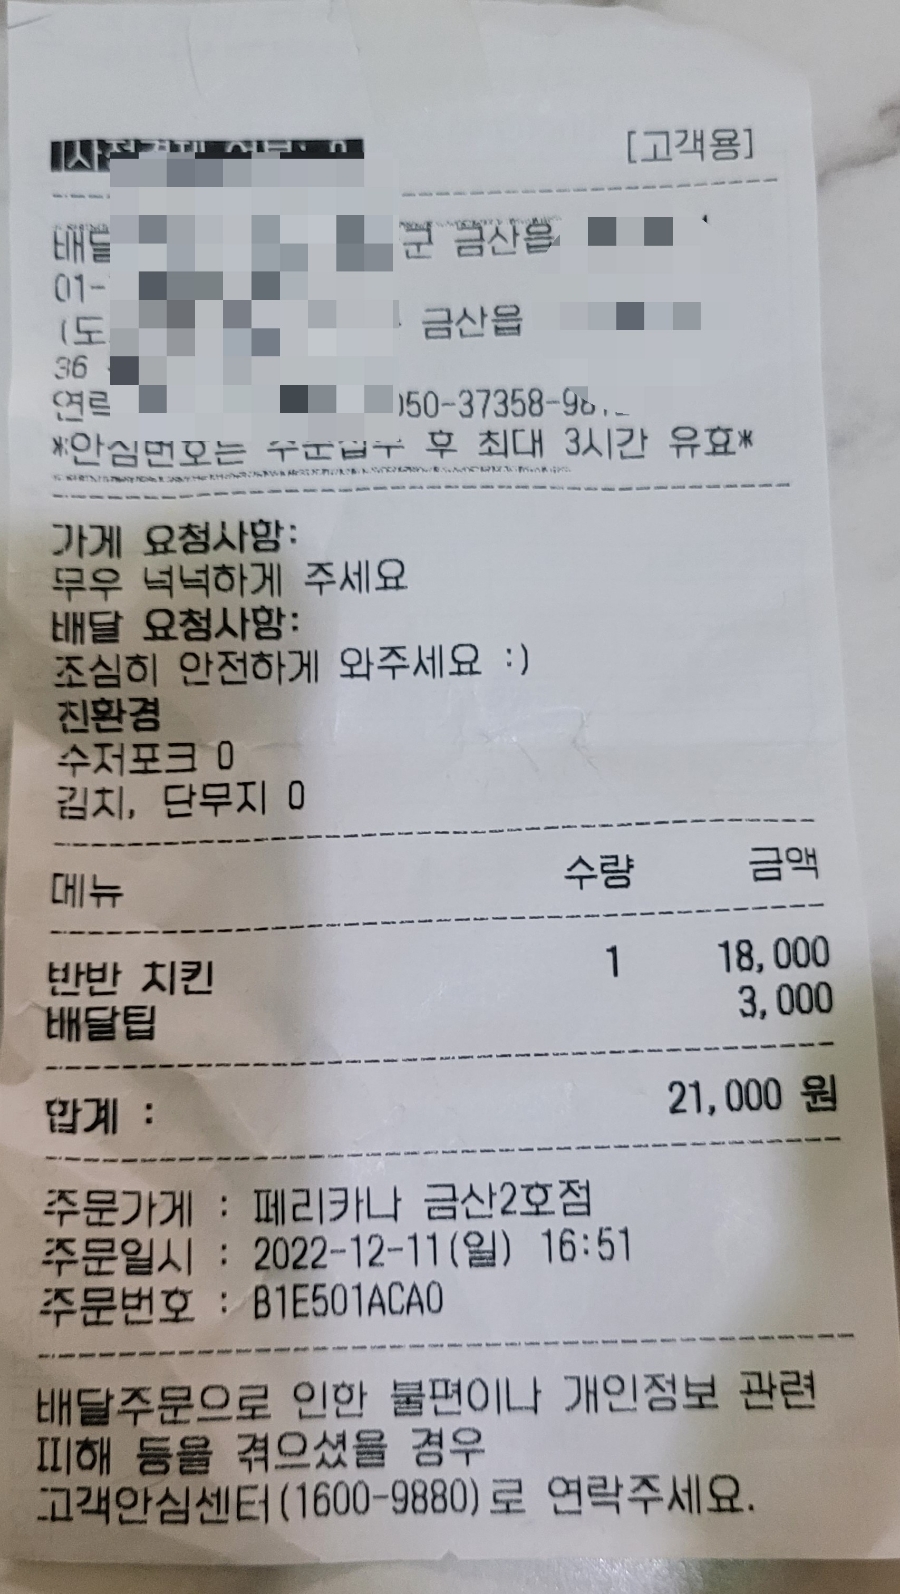 [고객용]
금산읍
01-
금산읍
36
050-37358-
*안심번호는 주문접수 후 최대 3시간 유효*
가게 요청사항:
무우 넉넉하게 주세요
배달 요청사항:
조심히 안전하게 와주세요 :)
친환경
수저포크 0
김치, 단무지 0
메뉴 수량 금액
반반 치킨 1 18,000
배달팁 3,000
합계 : 21,000 원
주문가게 : 페리카나 금산2호점
주문일시 : 2022-12-11(일) 16:51
주문번호 : B1E501ACA0
배달주문으로 인한 불편이나 개인정보 관련
피해 등을 겪으셨을 경우
고객안심센터(1600-9880)로 연락주세요.